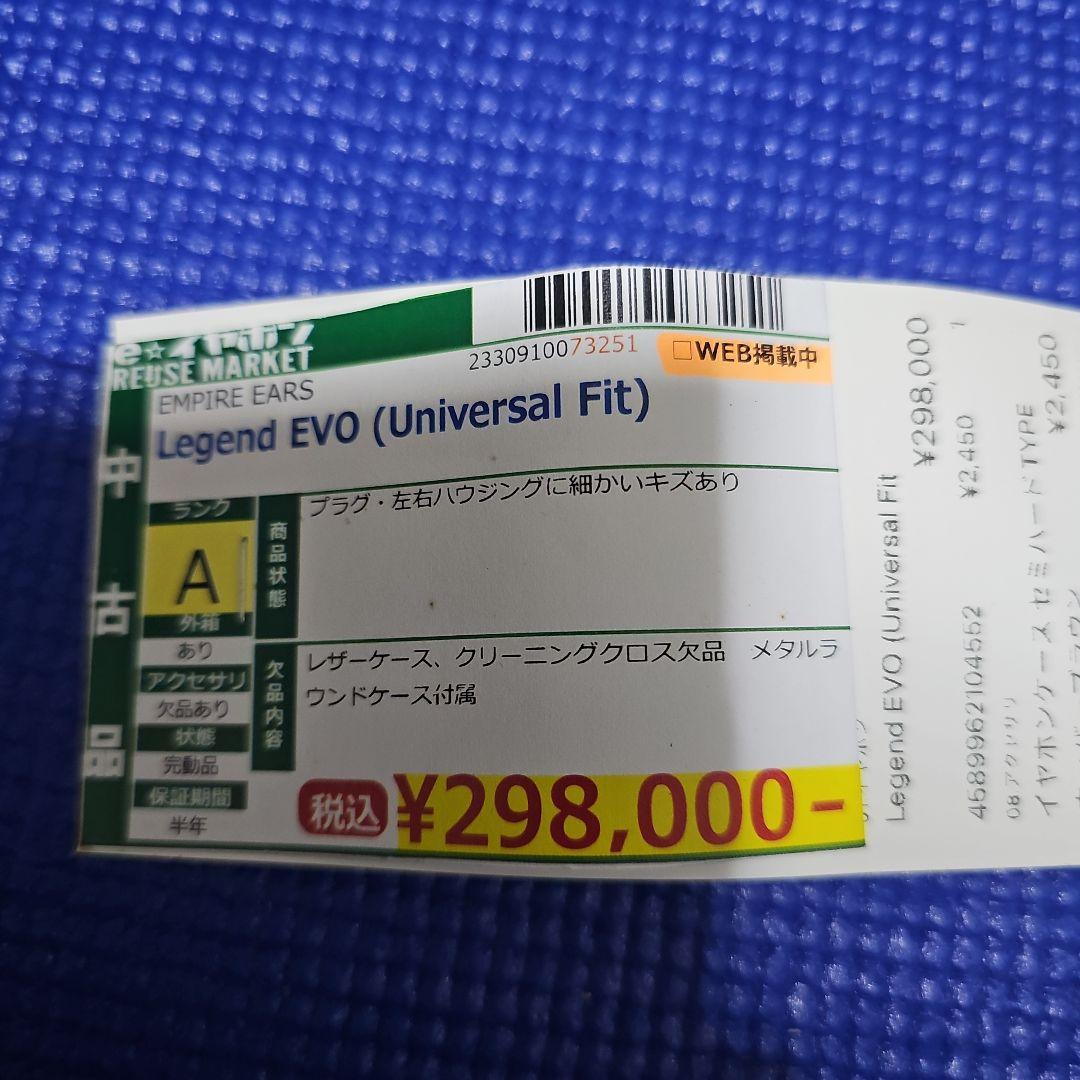 e☆イヤホン
REUSE MARKET
2330910073251
□WEB掲載中
EMPIRE EARS
Legend EVO (Universal Fit)
中古品
ランク
A
商品状態
プラグ・左右ハウジングに細かいキズあり
外箱
あり
アクセサリ
欠品あり
状態
完動品
保証期間
半年
欠品内容
レザーケース、クリーニングクロス欠品 メタルラ
ウンドケース付属
税込 ¥298,000-
Legend EVO (Universal Fit
¥298,000
4589962104552
¥2,450
1
08アクセサリ
イヤホンケース セミハードTYPE
¥2,450